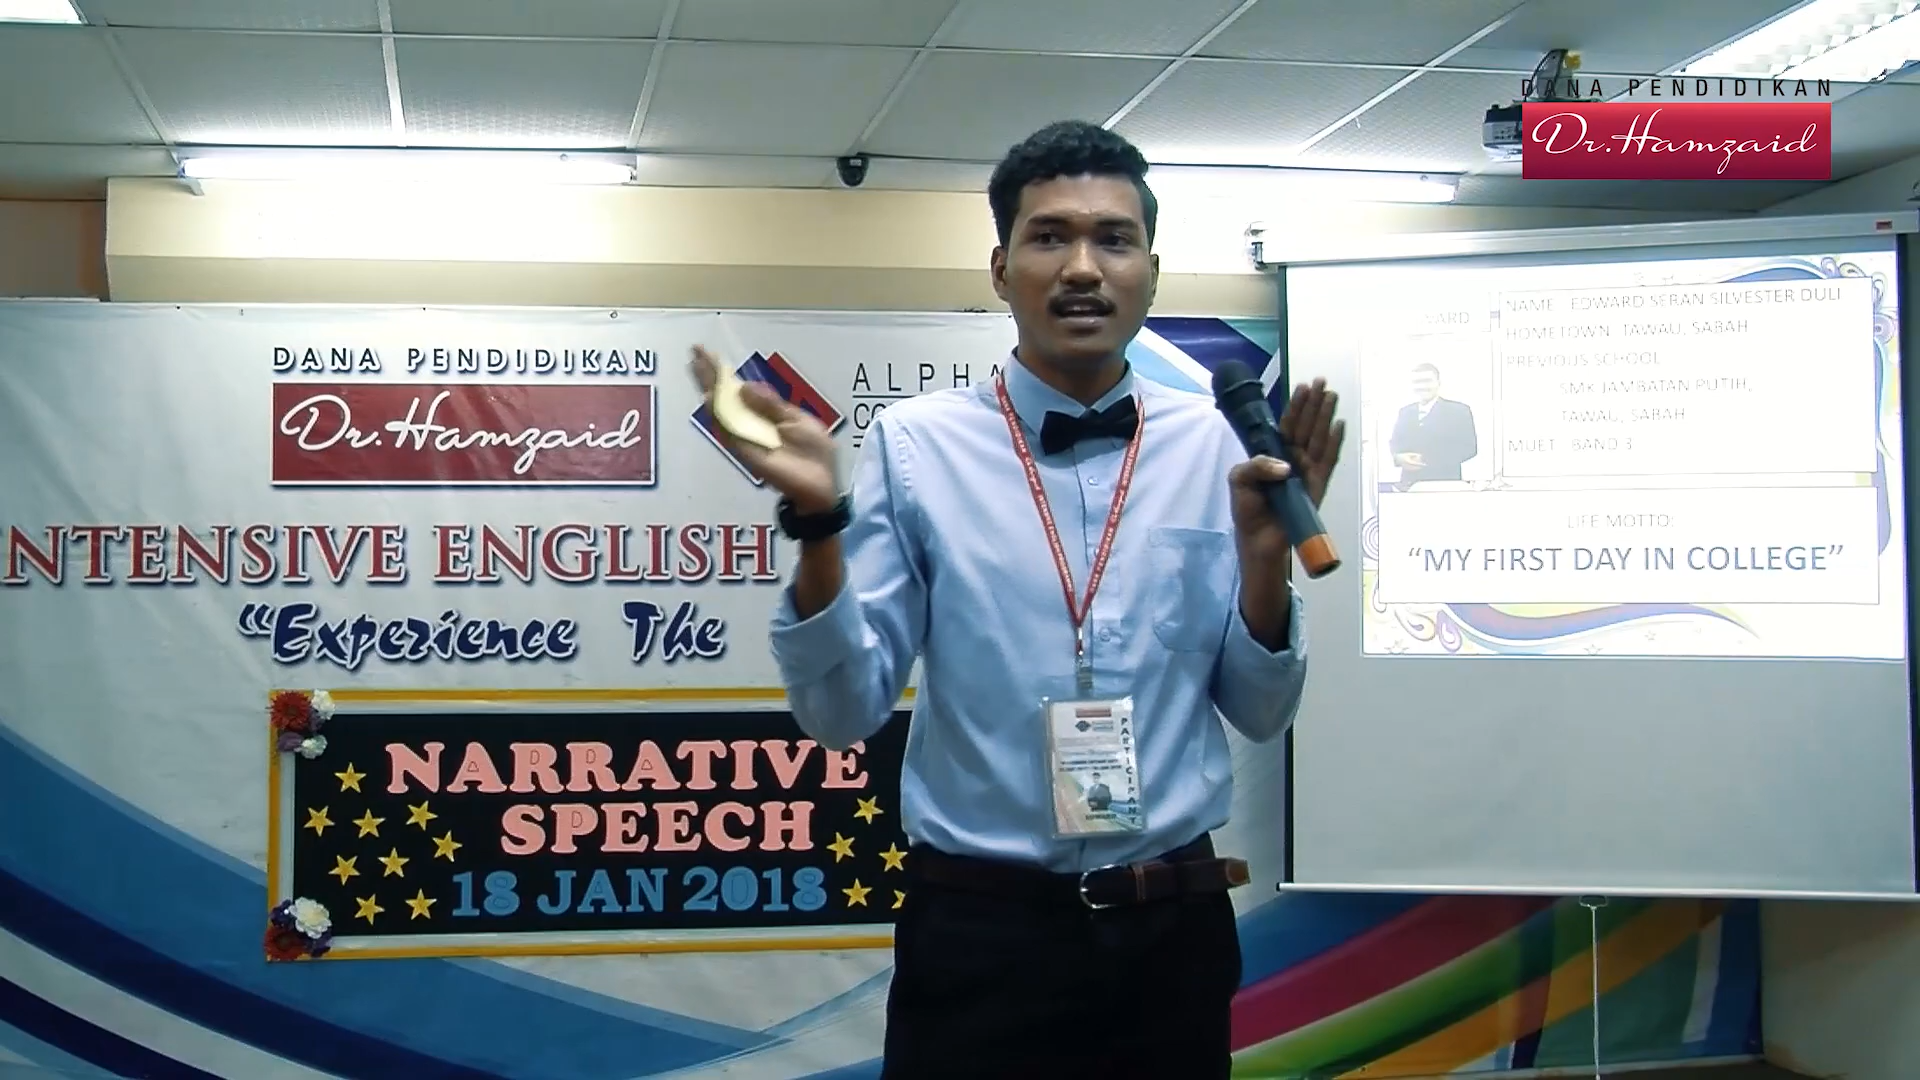 DANA PENDIDIKAN
Dr.Hamzaid
DANA PENDIDIKAN
Dr.Hamzaid
ALPHA
NTENSIVE ENGLISH
“Experience The
NARRATIVE
SPEECH
18 JAN 2018
NAME EDWARD SERAN SILVESTER DULI
HOMETOWN TAWAU, SABAH
PREVIOUS SCHOOL
SMK JAMBATAN PUTIH,
TAWAU, SABAH
MUET BAND 3
LIFE MOTTO:
“MY FIRST DAY IN COLLEGE”
PARTICIPANT
EDWARD